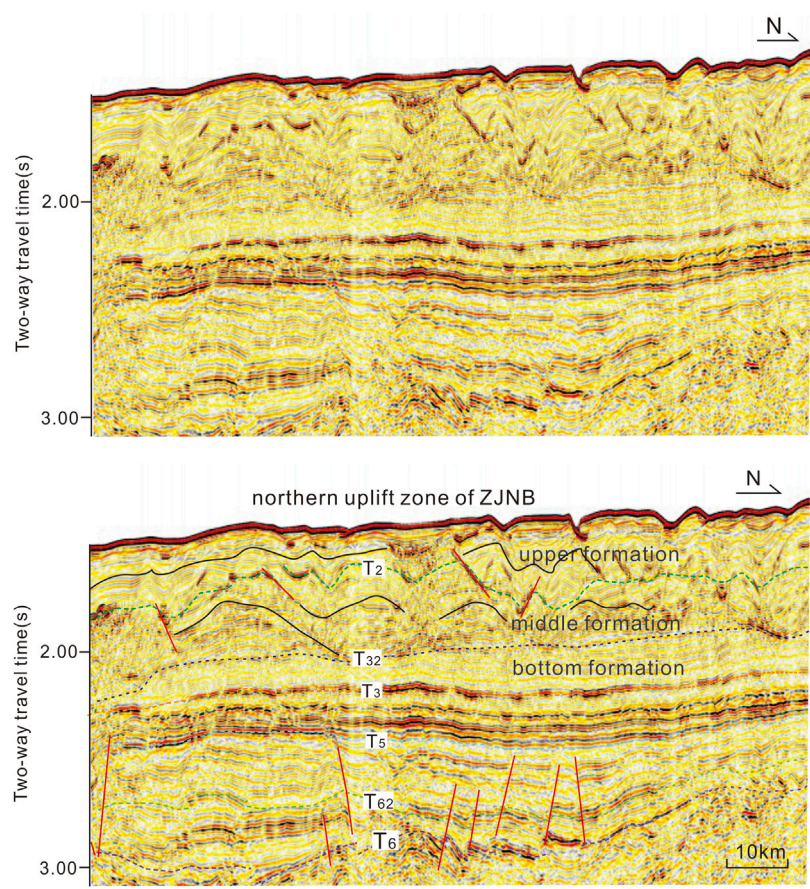 N
Two-way travel time(s)
2.00
3.00
N
northern uplift zone of ZJNB
upper formation
T2
middle formation
Two-way travel time(s)
2.00
T32
bottom formation
T3
T5
T62
T6
10km
3.00